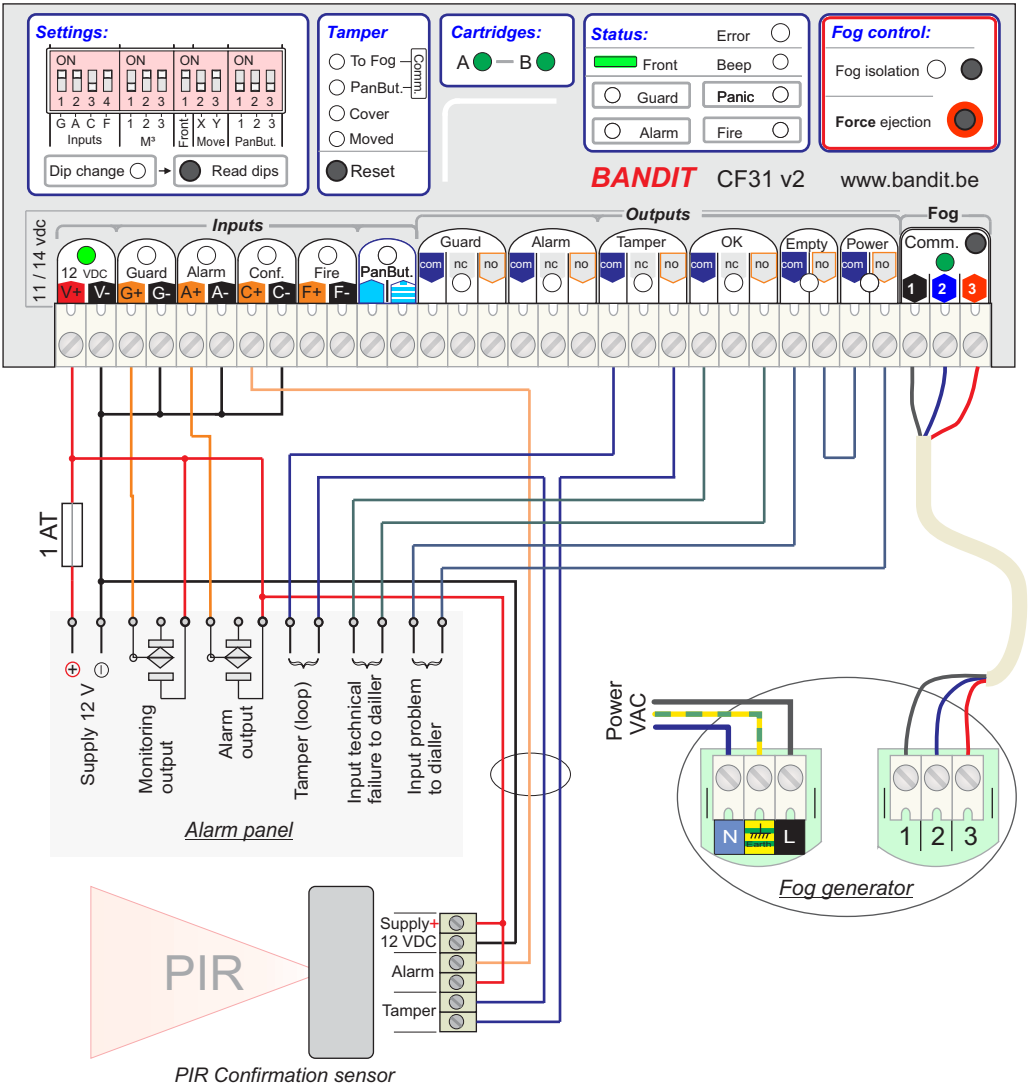 Settings:
ON ON ON ON
1 2 3 4 1 2 3 1 2 3 1 2 3
G A C F 1 2 3 Front X Y 1 2 3
Inputs M³ Move PanBut.
Dip change Read dips
Tamper
To Fog
PanBut.
Comm.
Cover
Moved
Reset
Cartridges:
A B
Status:
Error
Front Beep
Guard Panic
Alarm Fire
Fog control:
Fog isolation
Force ejection
BANDIT CF31 v2 www.bandit.be
11 / 14 vdc
Inputs Outputs Fog
12 VDC Guard Alarm Conf. Fire PanBut. Guard Alarm Tamper OK Empty Power Comm.
V+ V- G+ G- A+ A- C+ C- F+ F-
com nc no com nc no com nc no com nc no com no com no
1 2 3
1 AT
+ −
Supply 12 V
Monitoring
output
Alarm
output
Tamper (loop)
Input technical
failure to dailler
Input problem
to dialler
Alarm panel
Power
VAC
N Earth L
1 2 3
Fog generator
PIR
Supply+
12 VDC
Alarm
Tamper
PIR Confirmation sensor